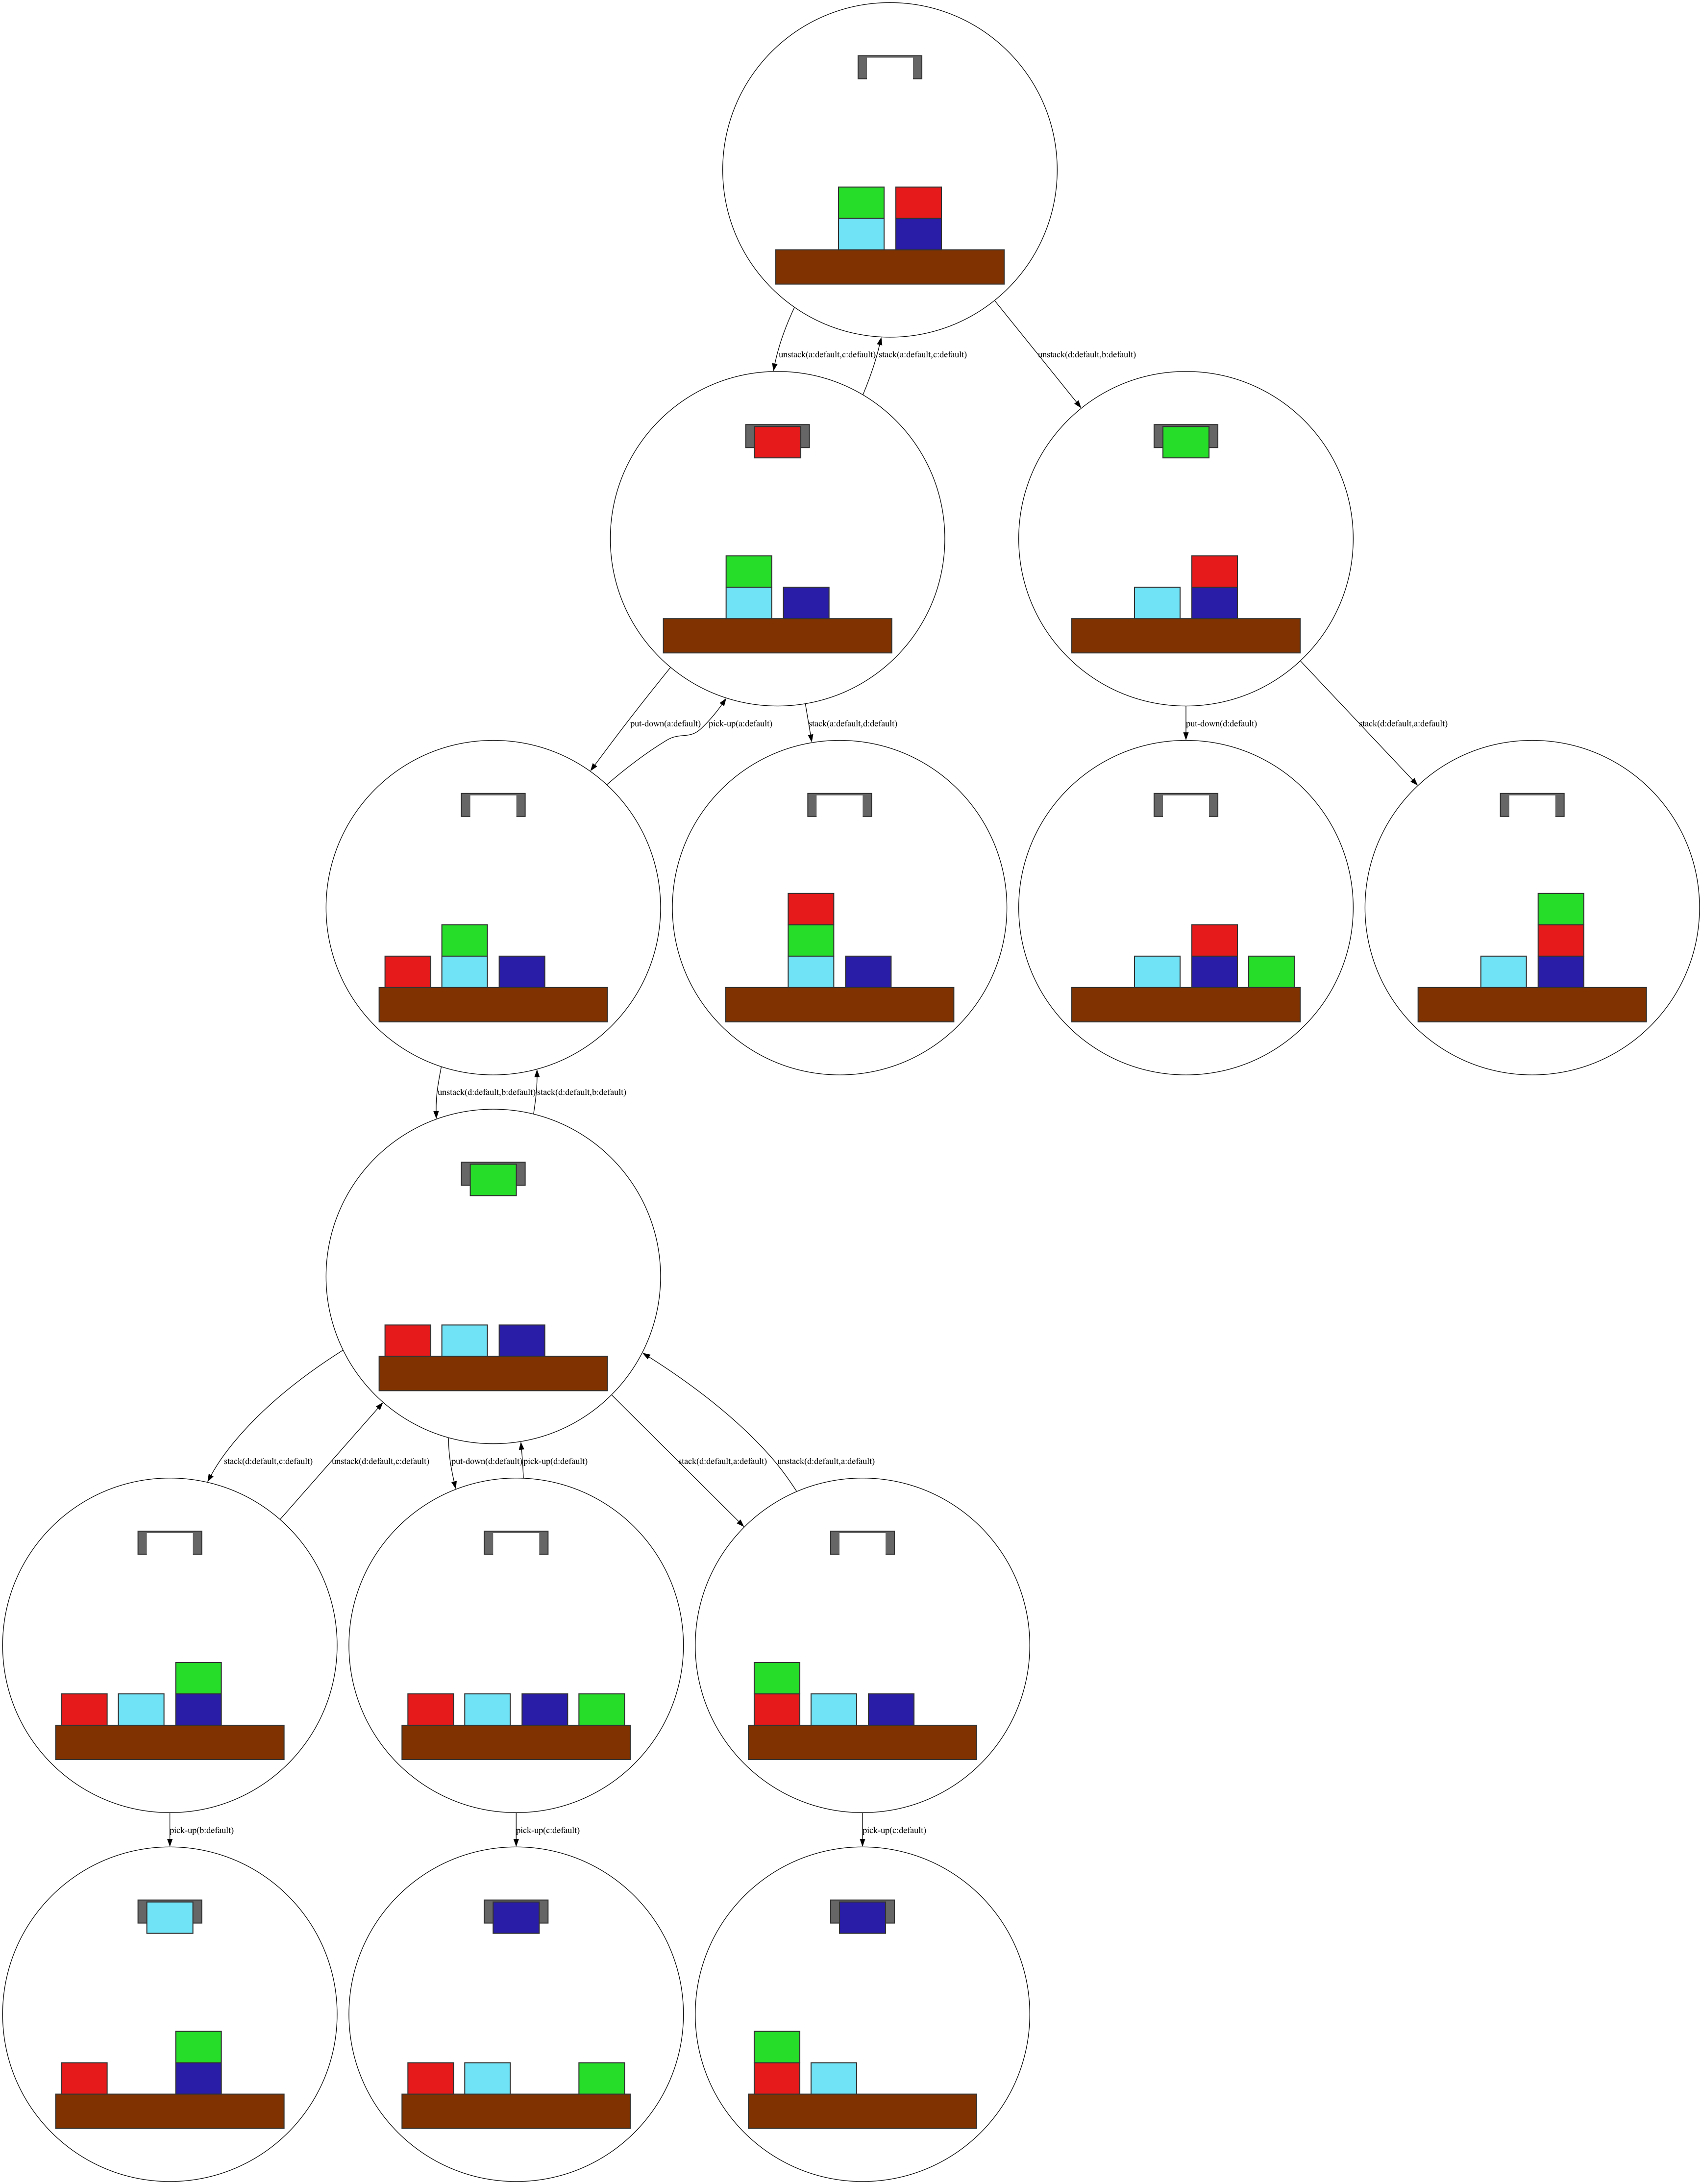 unstack(a:default,c:default)
stack(a:default,c:default)
unstack(d:default,b:default)
put-down(a:default)
pick-up(a:default)
stack(a:default,d:default)
put-down(d:default)
stack(d:default,a:default)
unstack(d:default,b:default)
stack(d:default,b:default)
stack(d:default,c:default)
unstack(d:default,c:default)
put-down(d:default)
pick-up(d:default)
stack(d:default,a:default)
unstack(d:default,a:default)
pick-up(b:default)
pick-up(c:default)
pick-up(c:default)